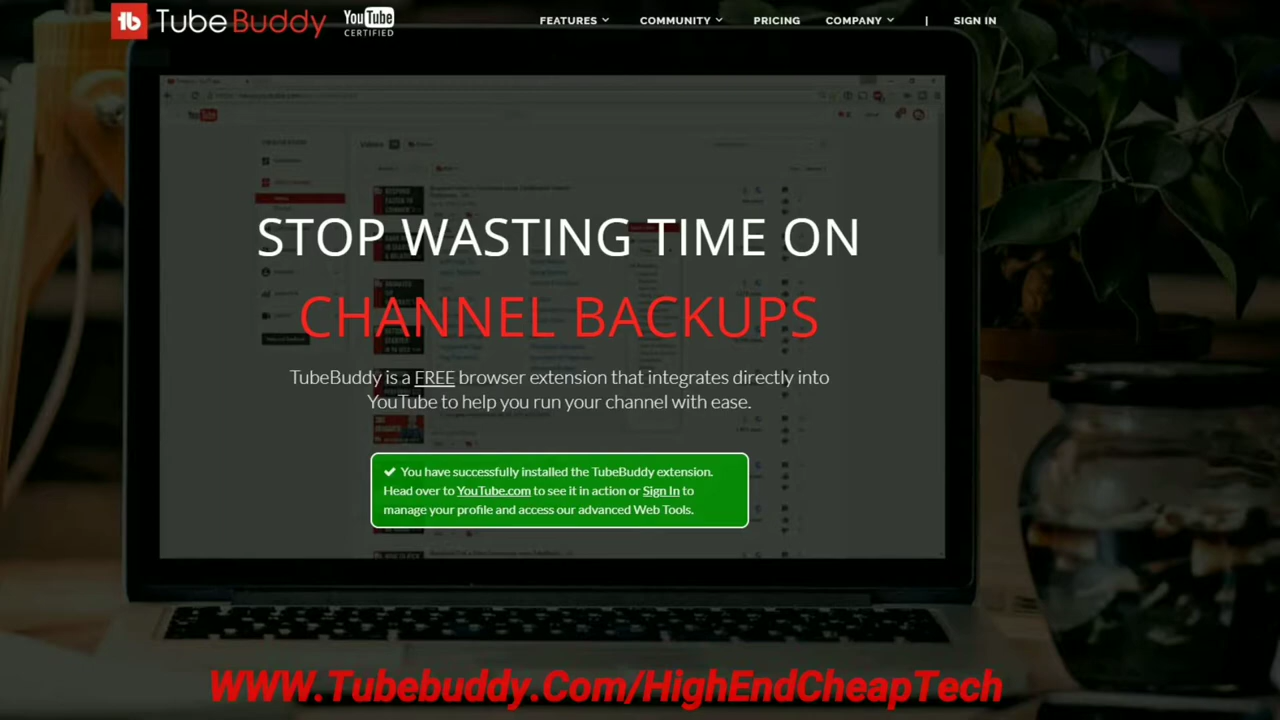 TubeBuddy
YouTube
CERTIFIED
FEATURES
COMMUNITY
PRICING
COMPANY
|
SIGN IN
STOP WASTING TIME ON
CHANNEL BACKUPS
TubeBuddy is a FREE browser extension that integrates directly into
YouTube to help you run your channel with ease.
You have successfully installed the TubeBuddy extension.
Head over to YouTube.com to see it in action or Sign In to
manage your profile and access our advanced Web Tools.
WWW.Tubebuddy.Com/HighEndCheapTech